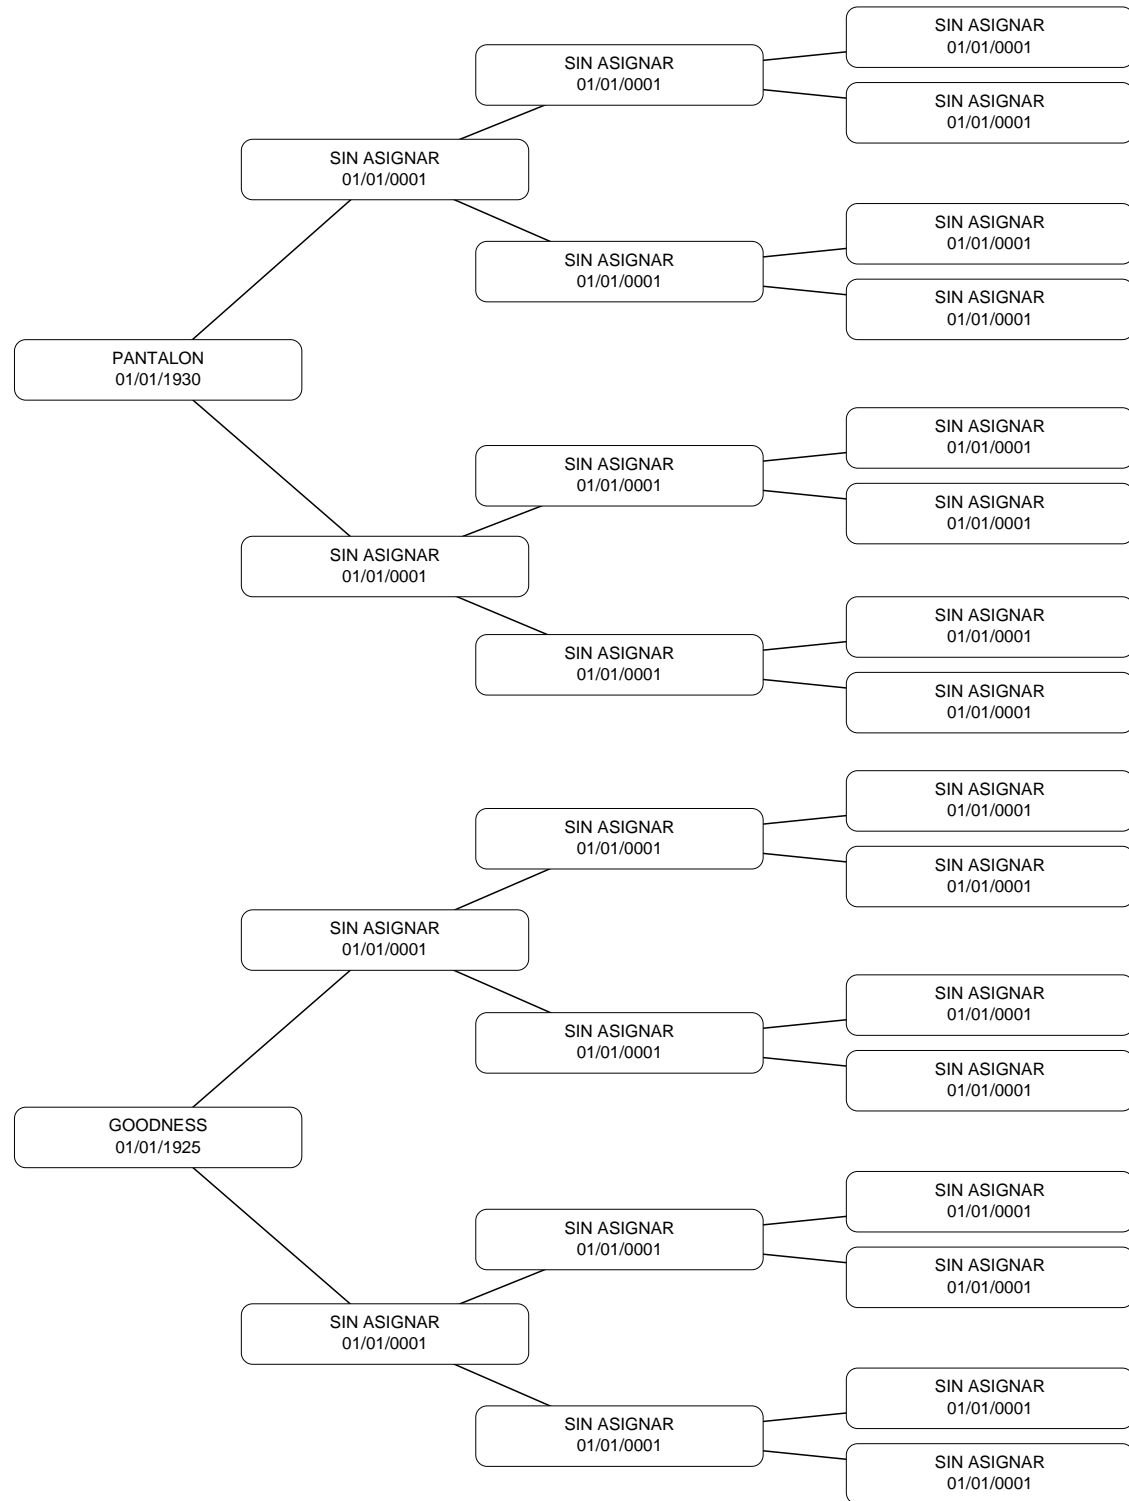 SIN ASIGNAR
01/01/0001
SIN ASIGNAR
01/01/0001
SIN ASIGNAR
01/01/0001
SIN ASIGNAR
01/01/0001
SIN ASIGNAR
01/01/0001
SIN ASIGNAR
01/01/0001
SIN ASIGNAR
01/01/0001
PANTALON
01/01/1930
SIN ASIGNAR
01/01/0001
SIN ASIGNAR
01/01/0001
SIN ASIGNAR
01/01/0001
SIN ASIGNAR
01/01/0001
SIN ASIGNAR
01/01/0001
SIN ASIGNAR
01/01/0001
SIN ASIGNAR
01/01/0001
SIN ASIGNAR
01/01/0001
SIN ASIGNAR
01/01/0001
SIN ASIGNAR
01/01/0001
SIN ASIGNAR
01/01/0001
SIN ASIGNAR
01/01/0001
SIN ASIGNAR
01/01/0001
SIN ASIGNAR
01/01/0001
GOODNESS
01/01/1925
SIN ASIGNAR
01/01/0001
SIN ASIGNAR
01/01/0001
SIN ASIGNAR
01/01/0001
SIN ASIGNAR
01/01/0001
SIN ASIGNAR
01/01/0001
SIN ASIGNAR
01/01/0001
SIN ASIGNAR
01/01/0001